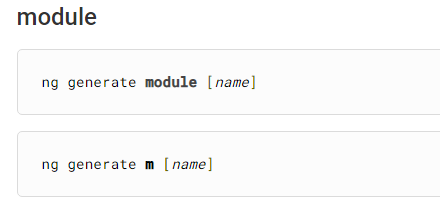 module
ng generate module [name]
ng generate m [name]